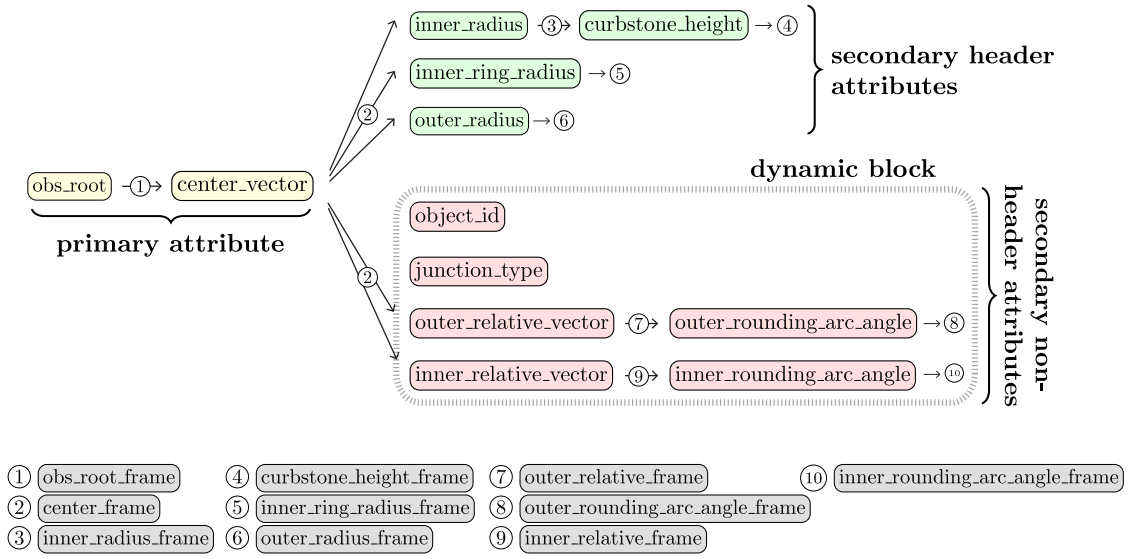 inner_radius ③ curbstone_height ④
secondary header
attributes
inner_ring_radius ⑤
②
outer_radius ⑥
obs_root ① center_vector
primary attribute
dynamic block
object_id
junction_type
②
outer_relative_vector ⑦ outer_rounding_arc_angle ⑧
inner_relative_vector ⑨ inner_rounding_arc_angle ⑩
secondary non-
header attributes
① obs_root_frame ④ curbstone_height_frame ⑦ outer_relative_frame ⑩ inner_rounding_arc_angle_frame
② center_frame ⑤ inner_ring_radius_frame ⑧ outer_rounding_arc_angle_frame
③ inner_radius_frame ⑥ outer_radius_frame ⑨ inner_relative_frame